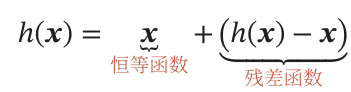 h(x) = x + (h(x) − x)
恒等函数
残差函数